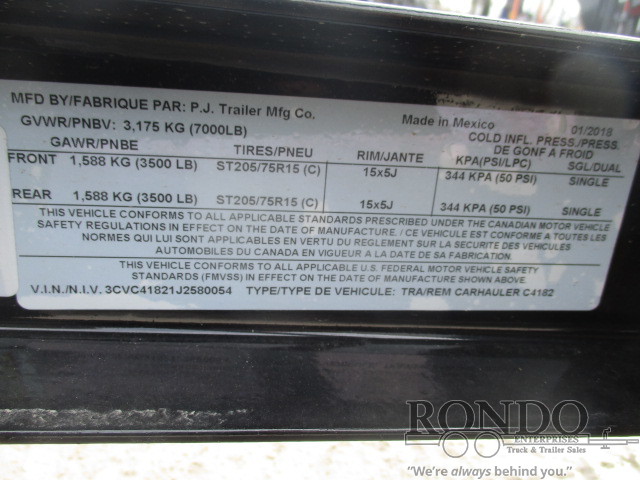 MFD BY/FABRIQUE PAR: P.J. Trailer Mfg Co. Made in Mexico 01/2018
GVWR/PNBV: 3,175 KG (7000LB) COLD INFL. PRESS./PRESS.
DE GONF A FROID
GAWR/PNBE TIRES/PNEU RIM/JANTE KPA(PSI/LPC) SGL/DUAL
FRONT 1,588 KG (3500 LB) ST205/75R15 (C) 15x5J 344 KPA (50 PSI) SINGLE
REAR 1,588 KG (3500 LB) ST205/75R15 (C) 15x5J 344 KPA (50 PSI) SINGLE
THIS VEHICLE CONFORMS TO ALL APPLICABLE STANDARDS PRESCRIBED UNDER THE CANADIAN MOTOR VEHICLE
SAFETY REGULATIONS IN EFFECT ON THE DATE OF MANUFACTURE. / CE VEHICULE EST CONFORME A TOUTES LES
NORMES QUI LUI SONT APPLICABLES EN VERTU DU REGLEMENT SUR LA SECURITE DES VEHICULES
AUTOMOBILES DU CANADA EN VIGUEUR A LA DATE DE SA FABRICATION.
THIS VEHICLE CONFORMS TO ALL APPLICABLE U.S. FEDERAL MOTOR VEHICLE SAFETY
STANDARDS (FMVSS) IN EFFECT ON THE DATE OF MANUFACTURE SHOWN ABOVE.
V.I.N./N.I.V. 3CVC41821J2580054 TYPE/TYPE DE VÉHICULE: TRA/REM CARHAULER C4182
RONDO
ENTERPRISES
Truck & Trailer Sales
"We're always behind you."